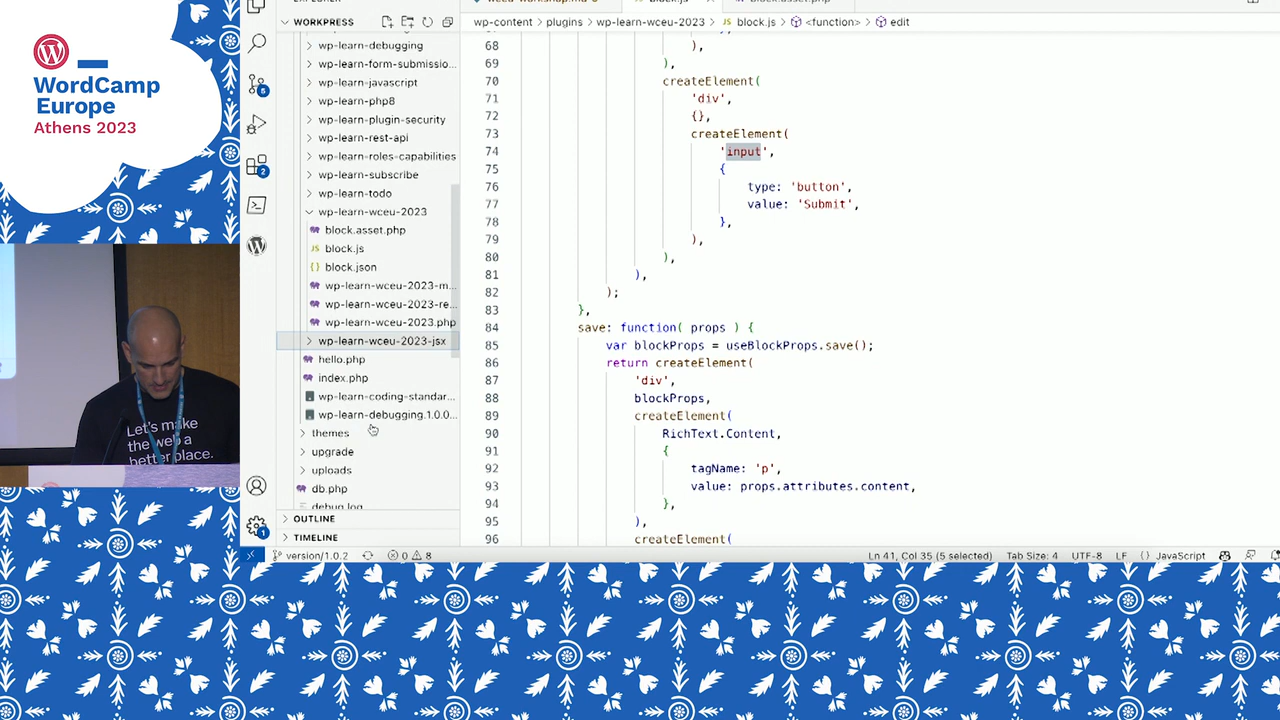 WordCamp
Europe
Athens 2023
Let's make
the web a
better place.
WORKPRESS
wp-learn-debugging
wp-learn-form-submissio...
wp-learn-javascript
wp-learn-php8
wp-learn-plugin-security
wp-learn-rest-api
wp-learn-roles-capabilities
wp-learn-subscribe
wp-learn-todo
wp-learn-wceu-2023
block.asset.php
block.js
block.json
wp-learn-wceu-2023-m...
wp-learn-wceu-2023-re...
wp-learn-wceu-2023.php
wp-learn-wceu-2023-jsx
hello.php
index.php
wp-learn-coding-standar...
wp-learn-debugging.1.0.0...
themes
upgrade
uploads
db.php
debug.log
OUTLINE
TIMELINE
wp-content > plugins > wp-learn-wceu-2023 > JS block.js > <function> > edit
68 ),
69 ),
70 createElement(
71 'div',
72 {},
73 createElement(
74 'input',
75 {
76 type: 'button',
77 value: 'Submit',
78 },
79 ),
80 ),
81 ),
82 );
83 },
84 save: function( props ) {
85 var blockProps = useBlockProps.save();
86 return createElement(
87 'div',
88 blockProps,
89 createElement(
90 RichText.Content,
91 {
92 tagName: 'p',
93 value: props.attributes.content,
94 },
95 ),
96 createElement(
version/1.0.2 0 8 Ln 41, Col 35 (5 selected) Tab Size: 4 UTF-8 LF {} JavaScript